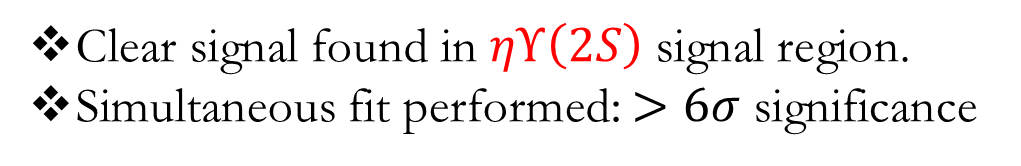 ❖Clear signal found in ηϒ(2S) signal region.
❖Simultaneous fit performed: > 6σ significance